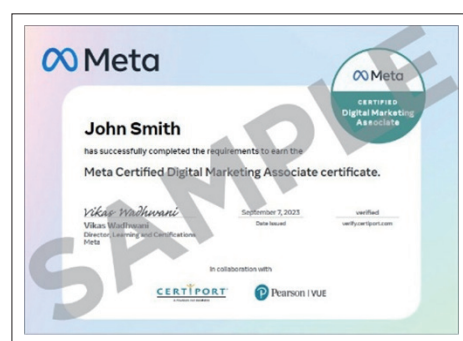 Meta
Meta
CERTIFIED
Digital Marketing
Associate
John Smith
has successfully completed the requirements to earn the
Meta Certified Digital Marketing Associate certificate.
Vikas Wadhwani
September 7, 2023
verified
Vikas Wadhwani
Date Issued
verify.certiport.com
Director, Learning and Certifications
Meta
In collaboration with
CERTIPORT
Pearson | VUE
SAMPLE